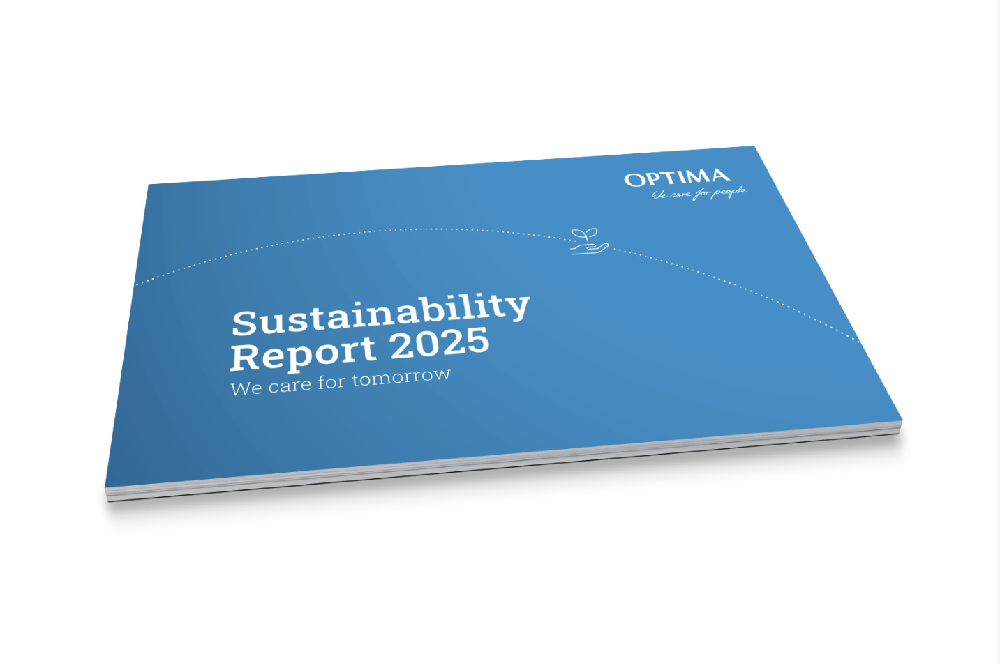 OPTIMA
We care for people
Sustainability
Report 2025
We care for tomorrow